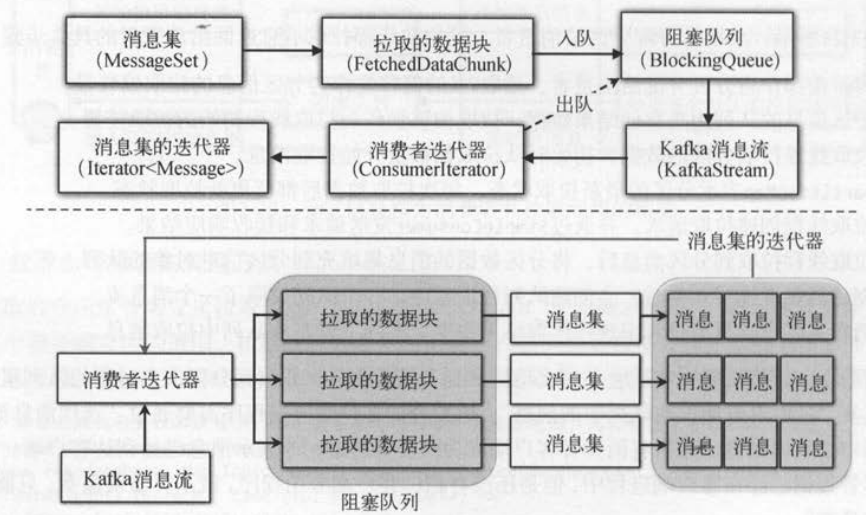 消息集
(MessageSet)
拉取的数据块
(FetchedDataChunk)
入队
阻塞队列
(BlockingQueue)
出队
消息集的迭代器
(Iterator<Message>)
消费者迭代器
(ConsumerIterator)
Kafka消息流
(KafkaStream)
消息集的迭代器
拉取的数据块
消息集
消息 消息 消息
消费者迭代器
拉取的数据块
消息集
消息 消息 消息
拉取的数据块
消息集
消息 消息 消息
Kafka消息流
阻塞队列